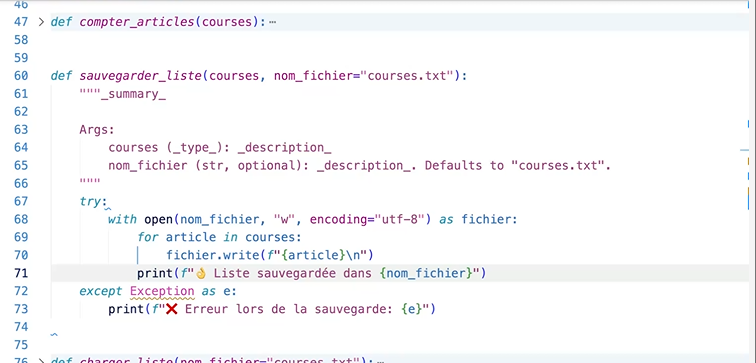 46
47 > def compter_articles(courses): ⋯
58
59
60 def sauvegarder_liste(courses, nom_fichier="courses.txt"):
61 """_summary_
62
63 Args:
64 courses (_type_): _description_
65 nom_fichier (str, optional): _description_. Defaults to "courses.txt".
66 """
67 try:
68 with open(nom_fichier, "w", encoding="utf-8") as fichier:
69 for article in courses:
70 fichier.write(f"{article}\n")
71 print(f"👌 Liste sauvegardée dans {nom_fichier}")
72 except Exception as e:
73 print(f"❌ Erreur lors de la sauvegarde: {e}")
74
75
76 > def charger_liste(nom_fichier="courses.txt"): ⋯